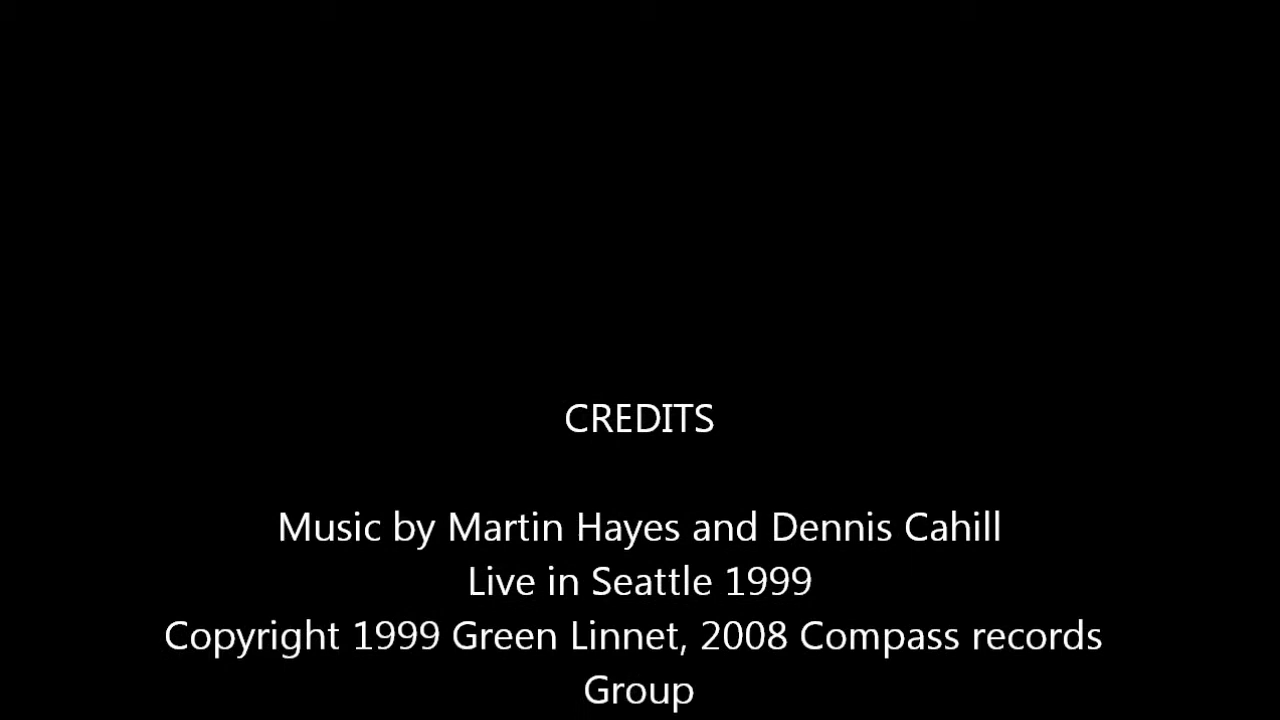 CREDITS
Music by Martin Hayes and Dennis Cahill
Live in Seattle 1999
Copyright 1999 Green Linnet, 2008 Compass records
Group